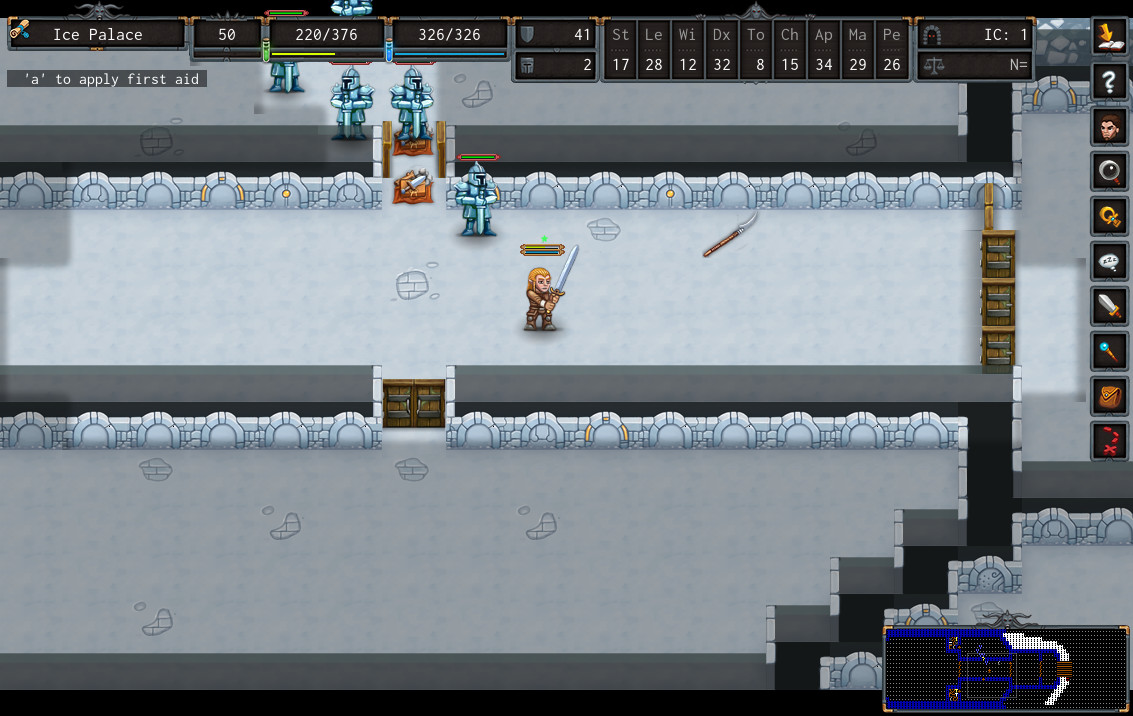 Ice Palace
50
220/376
326/326
41
2
St Le Wi Dx To Ch Ap Ma Pe
17 28 12 32 8 15 34 29 26
IC: 1
N=
'a' to apply first aid
?
zzz